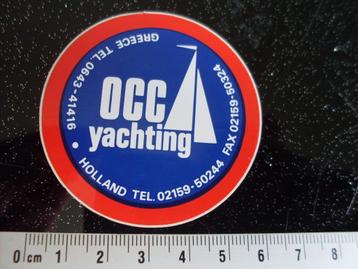 OCC
yachting
GREECE TEL. 0643-41416 • HOLLAND TEL. 02159-50244 FAX 02159-50324
0 cm 1 2 3 4 5 6 7 8